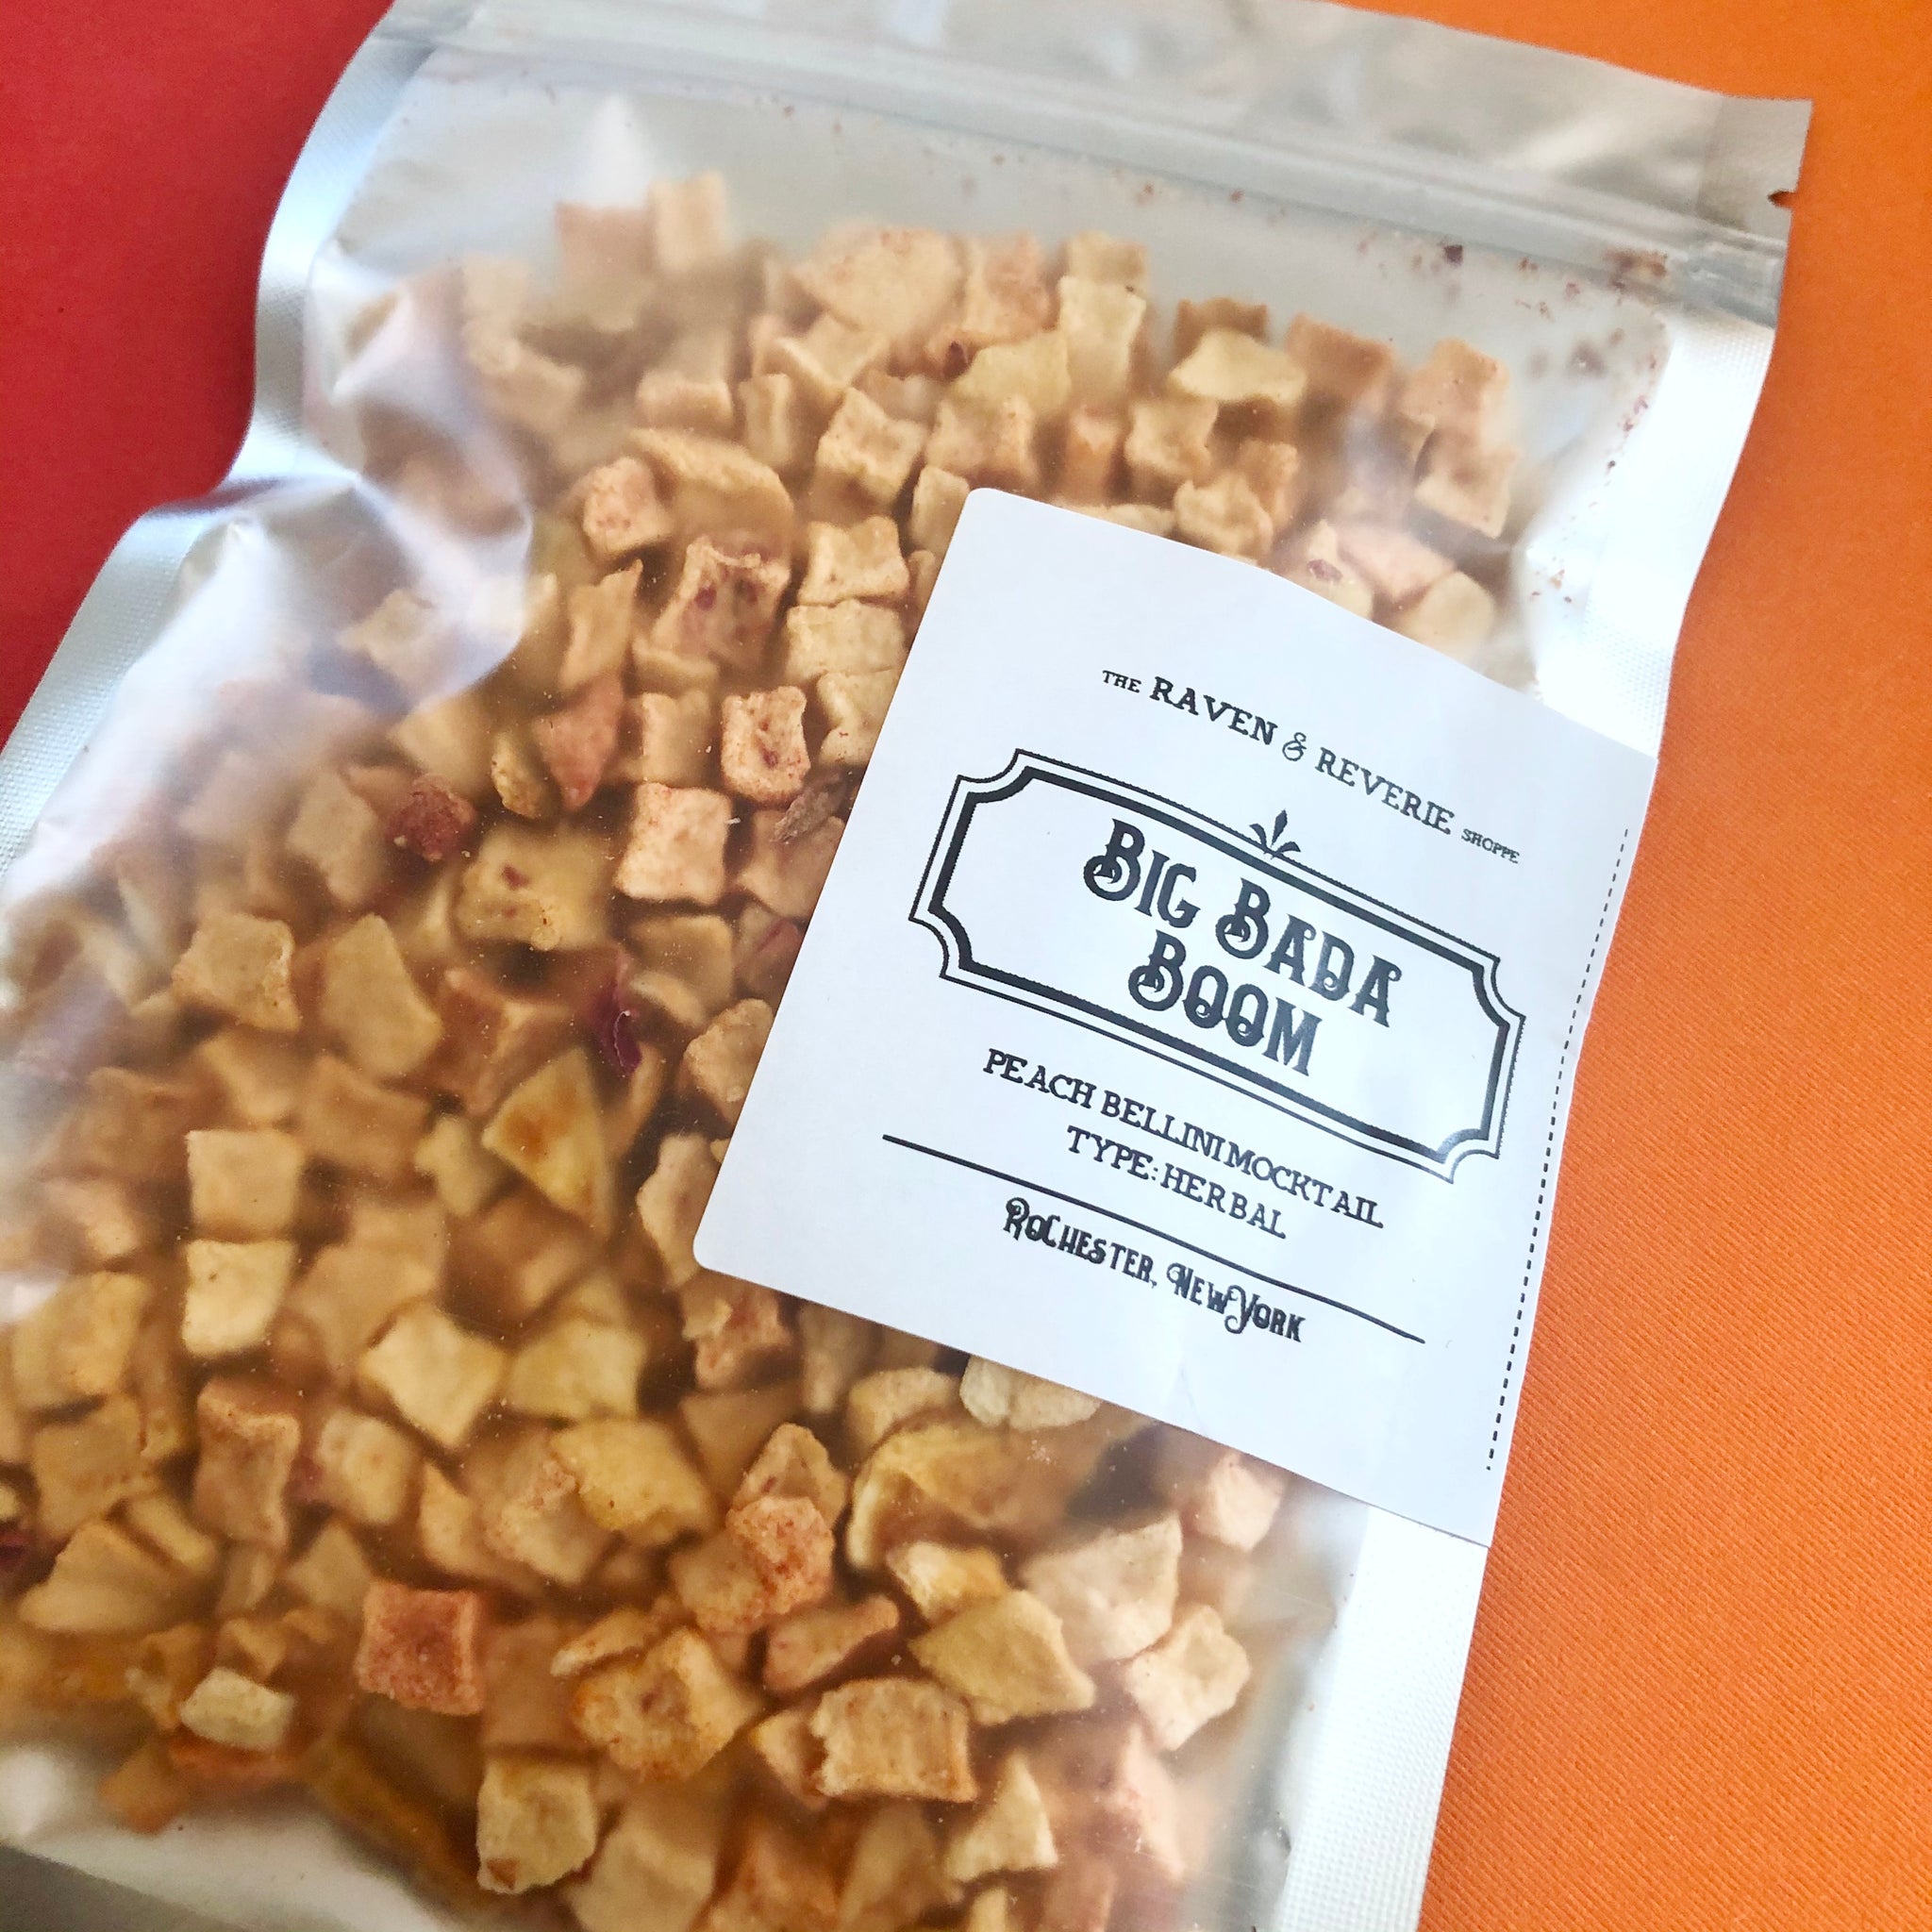 THE RAVEN & REVERIE SHOPPE
BIG BADA
BOOM
PEACH BELLINI MOCKTAIL
TYPE: HERBAL
ROCHESTER, NEW YORK